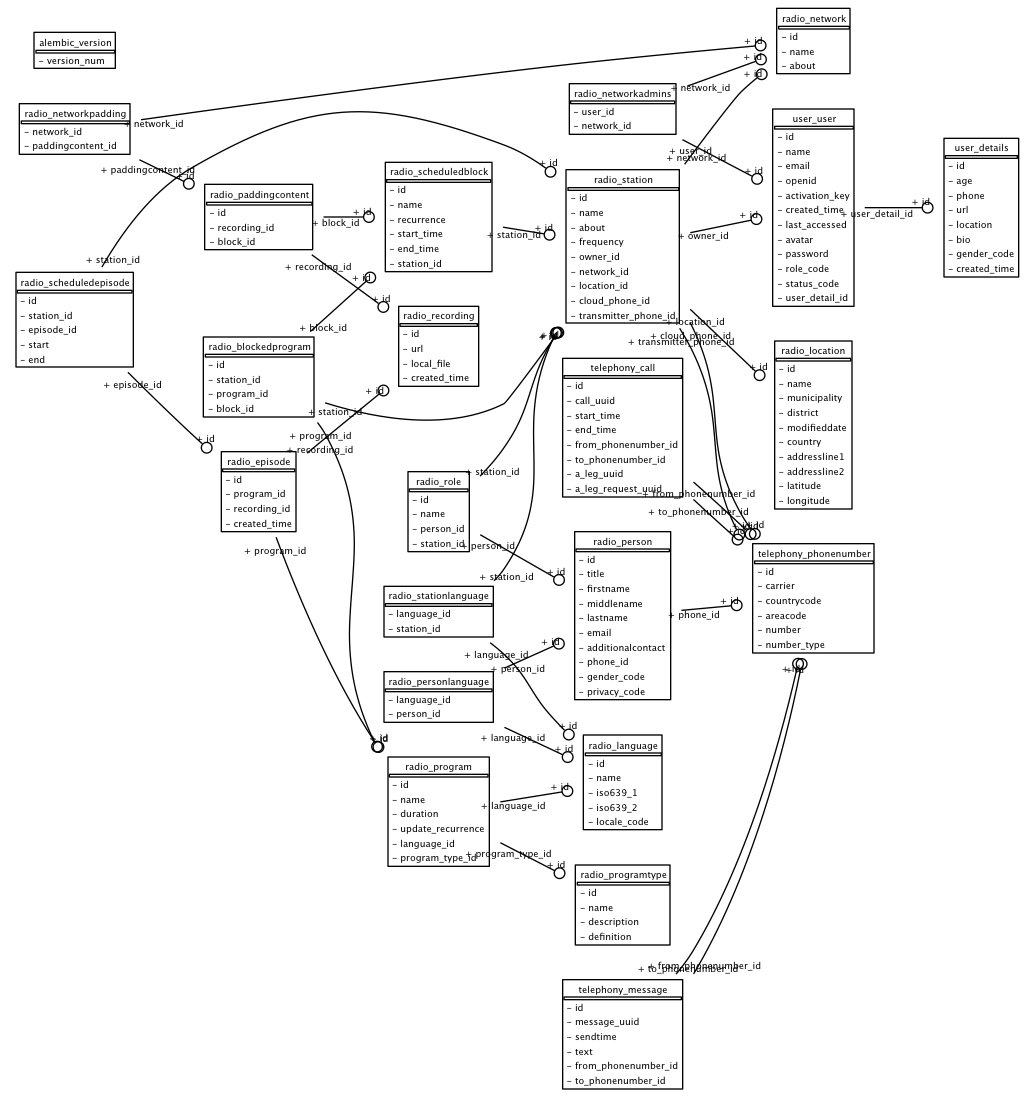 alembic_version
– version_num
radio_network
– id
– name
– about
radio_networkpadding
– network_id
– paddingcontent_id
radio_networkadmins
– user_id
– network_id
user_user
– id
– name
– email
– openid
– activation_key
– created_time
– last_accessed
– avatar
– password
– role_code
– status_code
– user_detail_id
user_details
– id
– age
– phone
– url
– location
– bio
– gender_code
– created_time
radio_paddingcontent
– id
– recording_id
– block_id
radio_scheduledblock
– id
– name
– recurrence
– start_time
– end_time
– station_id
radio_station
– id
– name
– about
– frequency
– owner_id
– network_id
– location_id
– cloud_phone_id
– transmitter_phone_id
radio_scheduledepisode
– id
– station_id
– episode_id
– start
– end
radio_recording
– id
– url
– local_file
– created_time
radio_blockedprogram
– id
– station_id
– program_id
– block_id
radio_location
– id
– name
– municipality
– district
– modifieddate
– country
– addressline1
– addressline2
– latitude
– longitude
telephony_call
– id
– call_uuid
– start_time
– end_time
– from_phonenumber_id
– to_phonenumber_id
– a_leg_uuid
– a_leg_request_uuid
radio_episode
– id
– program_id
– recording_id
– created_time
radio_role
– id
– name
– person_id
– station_id
radio_person
– id
– title
– firstname
– middlename
– lastname
– email
– additionalcontact
– phone_id
– gender_code
– privacy_code
telephony_phonenumber
– id
– carrier
– countrycode
– areacode
– number
– number_type
radio_stationlanguage
– language_id
– station_id
radio_personlanguage
– language_id
– person_id
radio_program
– id
– name
– duration
– update_recurrence
– language_id
– program_type_id
radio_language
– id
– name
– iso639_1
– iso639_2
– locale_code
radio_programtype
– id
– name
– description
– definition
telephony_message
– id
– message_uuid
– sendtime
– text
– from_phonenumber_id
– to_phonenumber_id
+ id
+ id
+ id
+ network_id
+ network_id
+ user_id
+ network_id
+ paddingcontent_id
+ id
+ id
+ block_id
+ id
+ station_id
+ id
+ owner_id
+ id
+ user_detail_id
+ id
+ station_id
+ recording_id
+ id
+ id
+ block_id
+ location_id
+ cloud_phone_id
+ transmitter_phone_id
+ id
+ episode_id
+ id
+ id
+ station_id
+ program_id
+ recording_id
+ station_id
+ from_phonenumber_id
+ to_phonenumber_id
+ program_id
+ person_id
+ id
+ station_id
+ phone_id
+ id
+ language_id
+ id
+ person_id
+ id
+ language_id
+ id
+ id
+ language_id
+ id
+ program_type_id
+ id
+ from_phonenumber_id
+ to_phonenumber_id